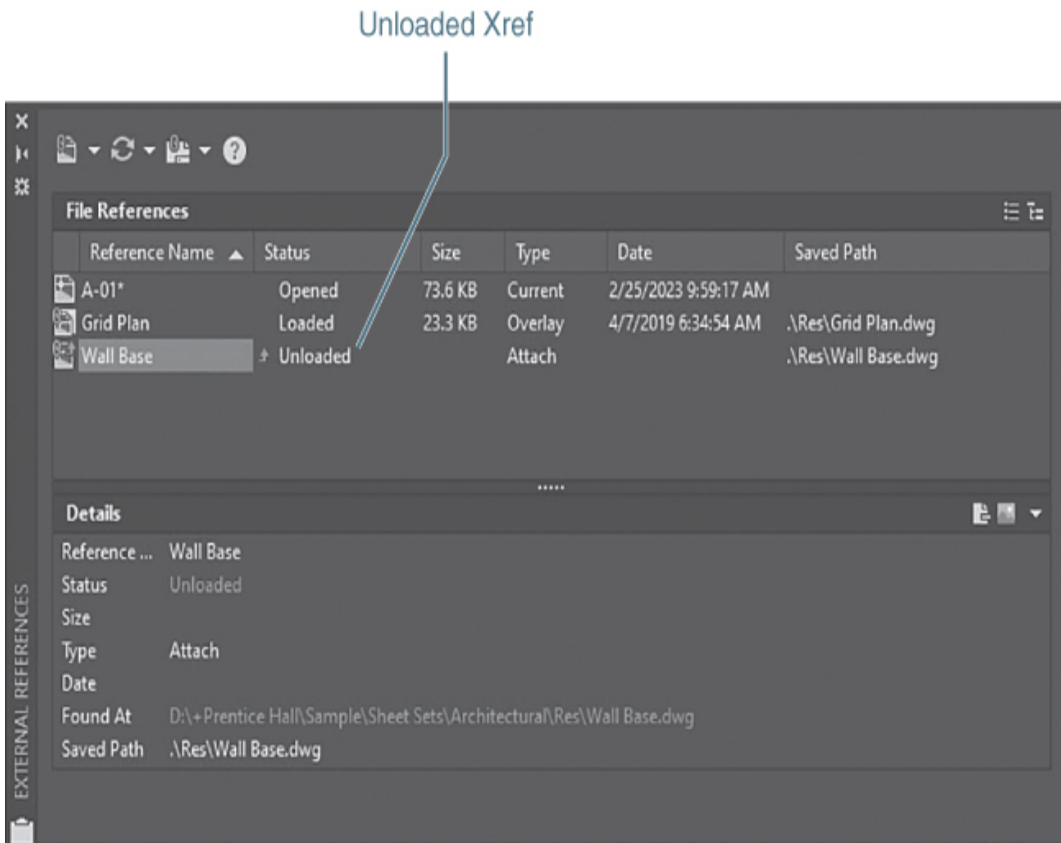 Unloaded Xref
File References
Reference Name Status Size Type Date Saved Path
A-01* Opened 73.6 KB Current 2/25/2023 9:59:17 AM
Grid Plan Loaded 23.3 KB Overlay 4/7/2019 6:34:54 AM .\Res\Grid Plan.dwg
Wall Base Unloaded Attach .\Res\Wall Base.dwg
Details
Reference ... Wall Base
Status Unloaded
Size
Type Attach
Date
Found At D:\+Prentice Hall\Sample\Sheet Sets\Architectural\Res\Wall Base.dwg
Saved Path .\Res\Wall Base.dwg
EXTERNAL REFERENCES